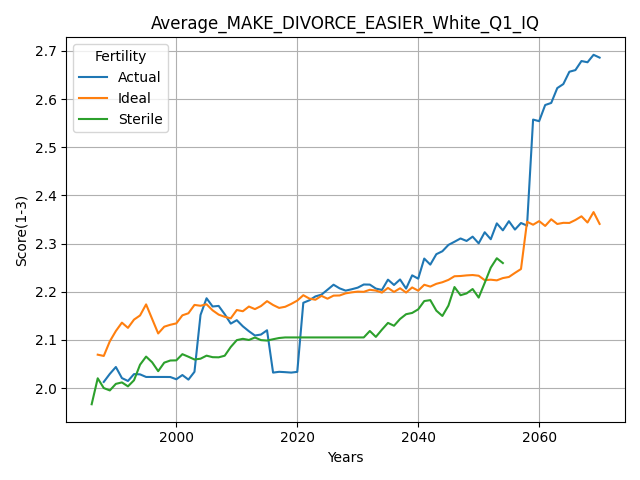 Average_MAKE_DIVORCE_EASIER_White_Q1_IQ
Fertility
Actual
Ideal
Sterile
Score(1-3)
2.7
2.6
2.5
2.4
2.3
2.2
2.1
2.0
2000
2020
2040
2060
Years